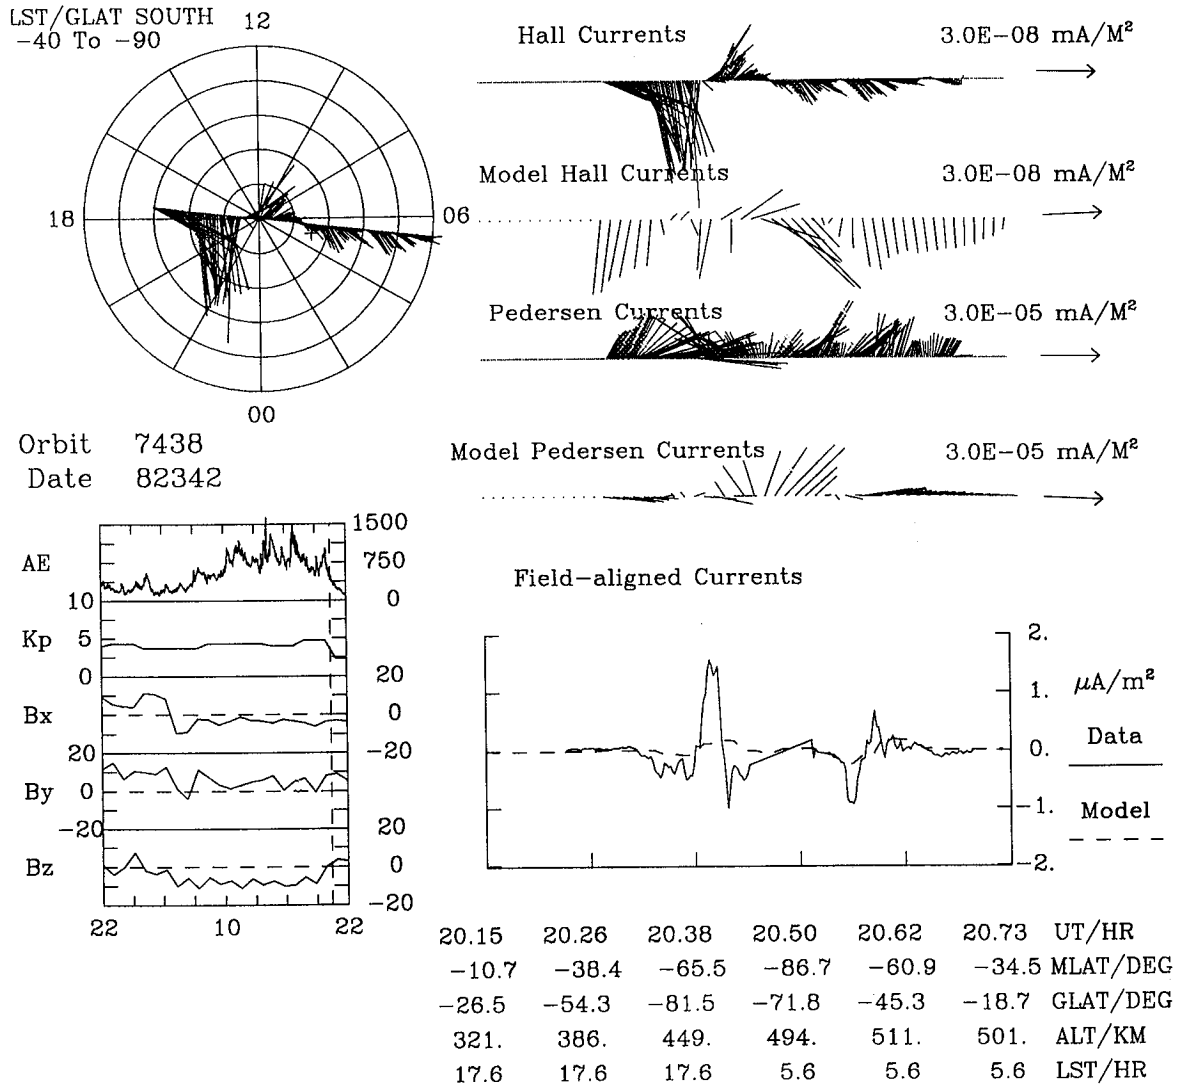 LST/GLAT SOUTH
-40 To -90
12
18
06
00
Orbit 7438
Date 82342
Hall Currents 3.0E-08 mA/M²
Model Hall Currents 3.0E-08 mA/M²
Pedersen Currents 3.0E-05 mA/M²
Model Pedersen Currents 3.0E-05 mA/M²
AE 1500
750
10 0
Kp 5
0 20
Bx 0
20 -20
By 0
-20 20
Bz 0
-20
22 10 22
Field-aligned Currents
2.
1.
0.
-1.
-2.
µA/m²
Data
Model
20.15 20.26 20.38 20.50 20.62 20.73 UT/HR
-10.7 -38.4 -65.5 -86.7 -60.9 -34.5 MLAT/DEG
-26.5 -54.3 -81.5 -71.8 -45.3 -18.7 GLAT/DEG
321. 386. 449. 494. 511. 501. ALT/KM
17.6 17.6 17.6 5.6 5.6 5.6 LST/HR